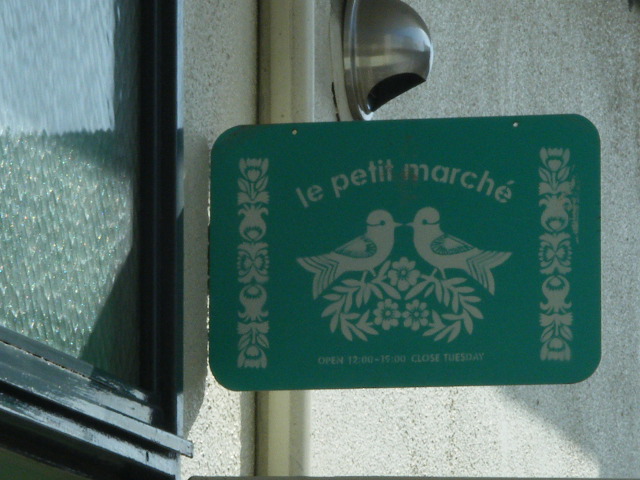 le petit marché
OPEN 12:00-19:00 CLOSE TUESDAY